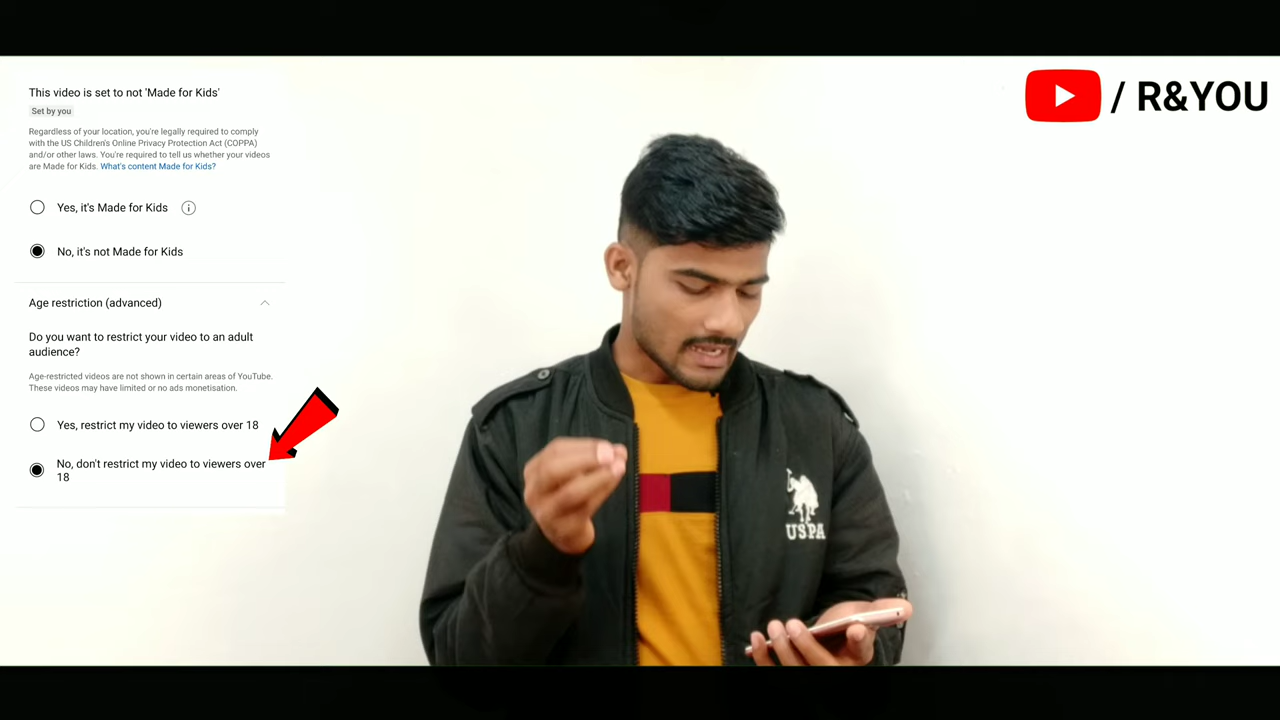 This video is set to not 'Made for Kids'
Set by you
Regardless of your location, you're legally required to comply
with the US Children's Online Privacy Protection Act (COPPA)
and/or other laws. You're required to tell us whether your videos
are Made for Kids. What's content Made for Kids?
Yes, it's Made for Kids
No, it's not Made for Kids
Age restriction (advanced)
Do you want to restrict your video to an adult
audience?
Age-restricted videos are not shown in certain areas of YouTube.
These videos may have limited or no ads monetisation.
Yes, restrict my video to viewers over 18
No, don't restrict my video to viewers over
18
/ R&YOU
USPA